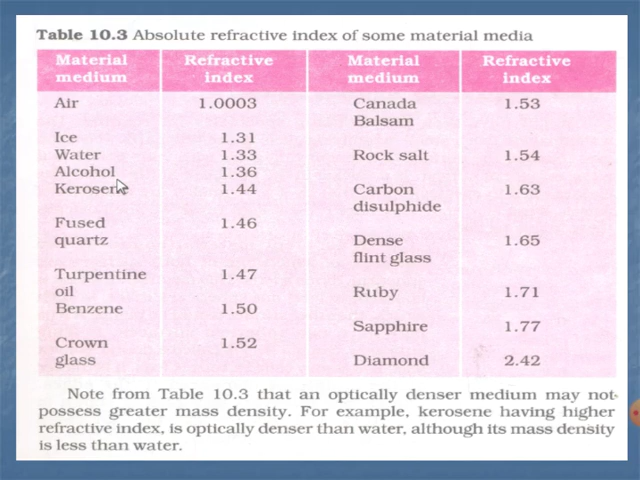 Table 10.3 Absolute refractive index of some material media
Material medium Refractive index Material medium Refractive index
Air 1.0003 Canada
Balsam 1.53
Ice 1.31
Water 1.33 Rock salt 1.54
Alcohol 1.36
Kerosene 1.44 Carbon
disulphide 1.63
Fused
quartz 1.46
Dense
flint glass 1.65
Turpentine
oil 1.47
Ruby 1.71
Benzene 1.50
Sapphire 1.77
Crown
glass 1.52
Diamond 2.42
Note from Table 10.3 that an optically denser medium may not
possess greater mass density. For example, kerosene having higher
refractive index, is optically denser than water, although its mass density
is less than water.